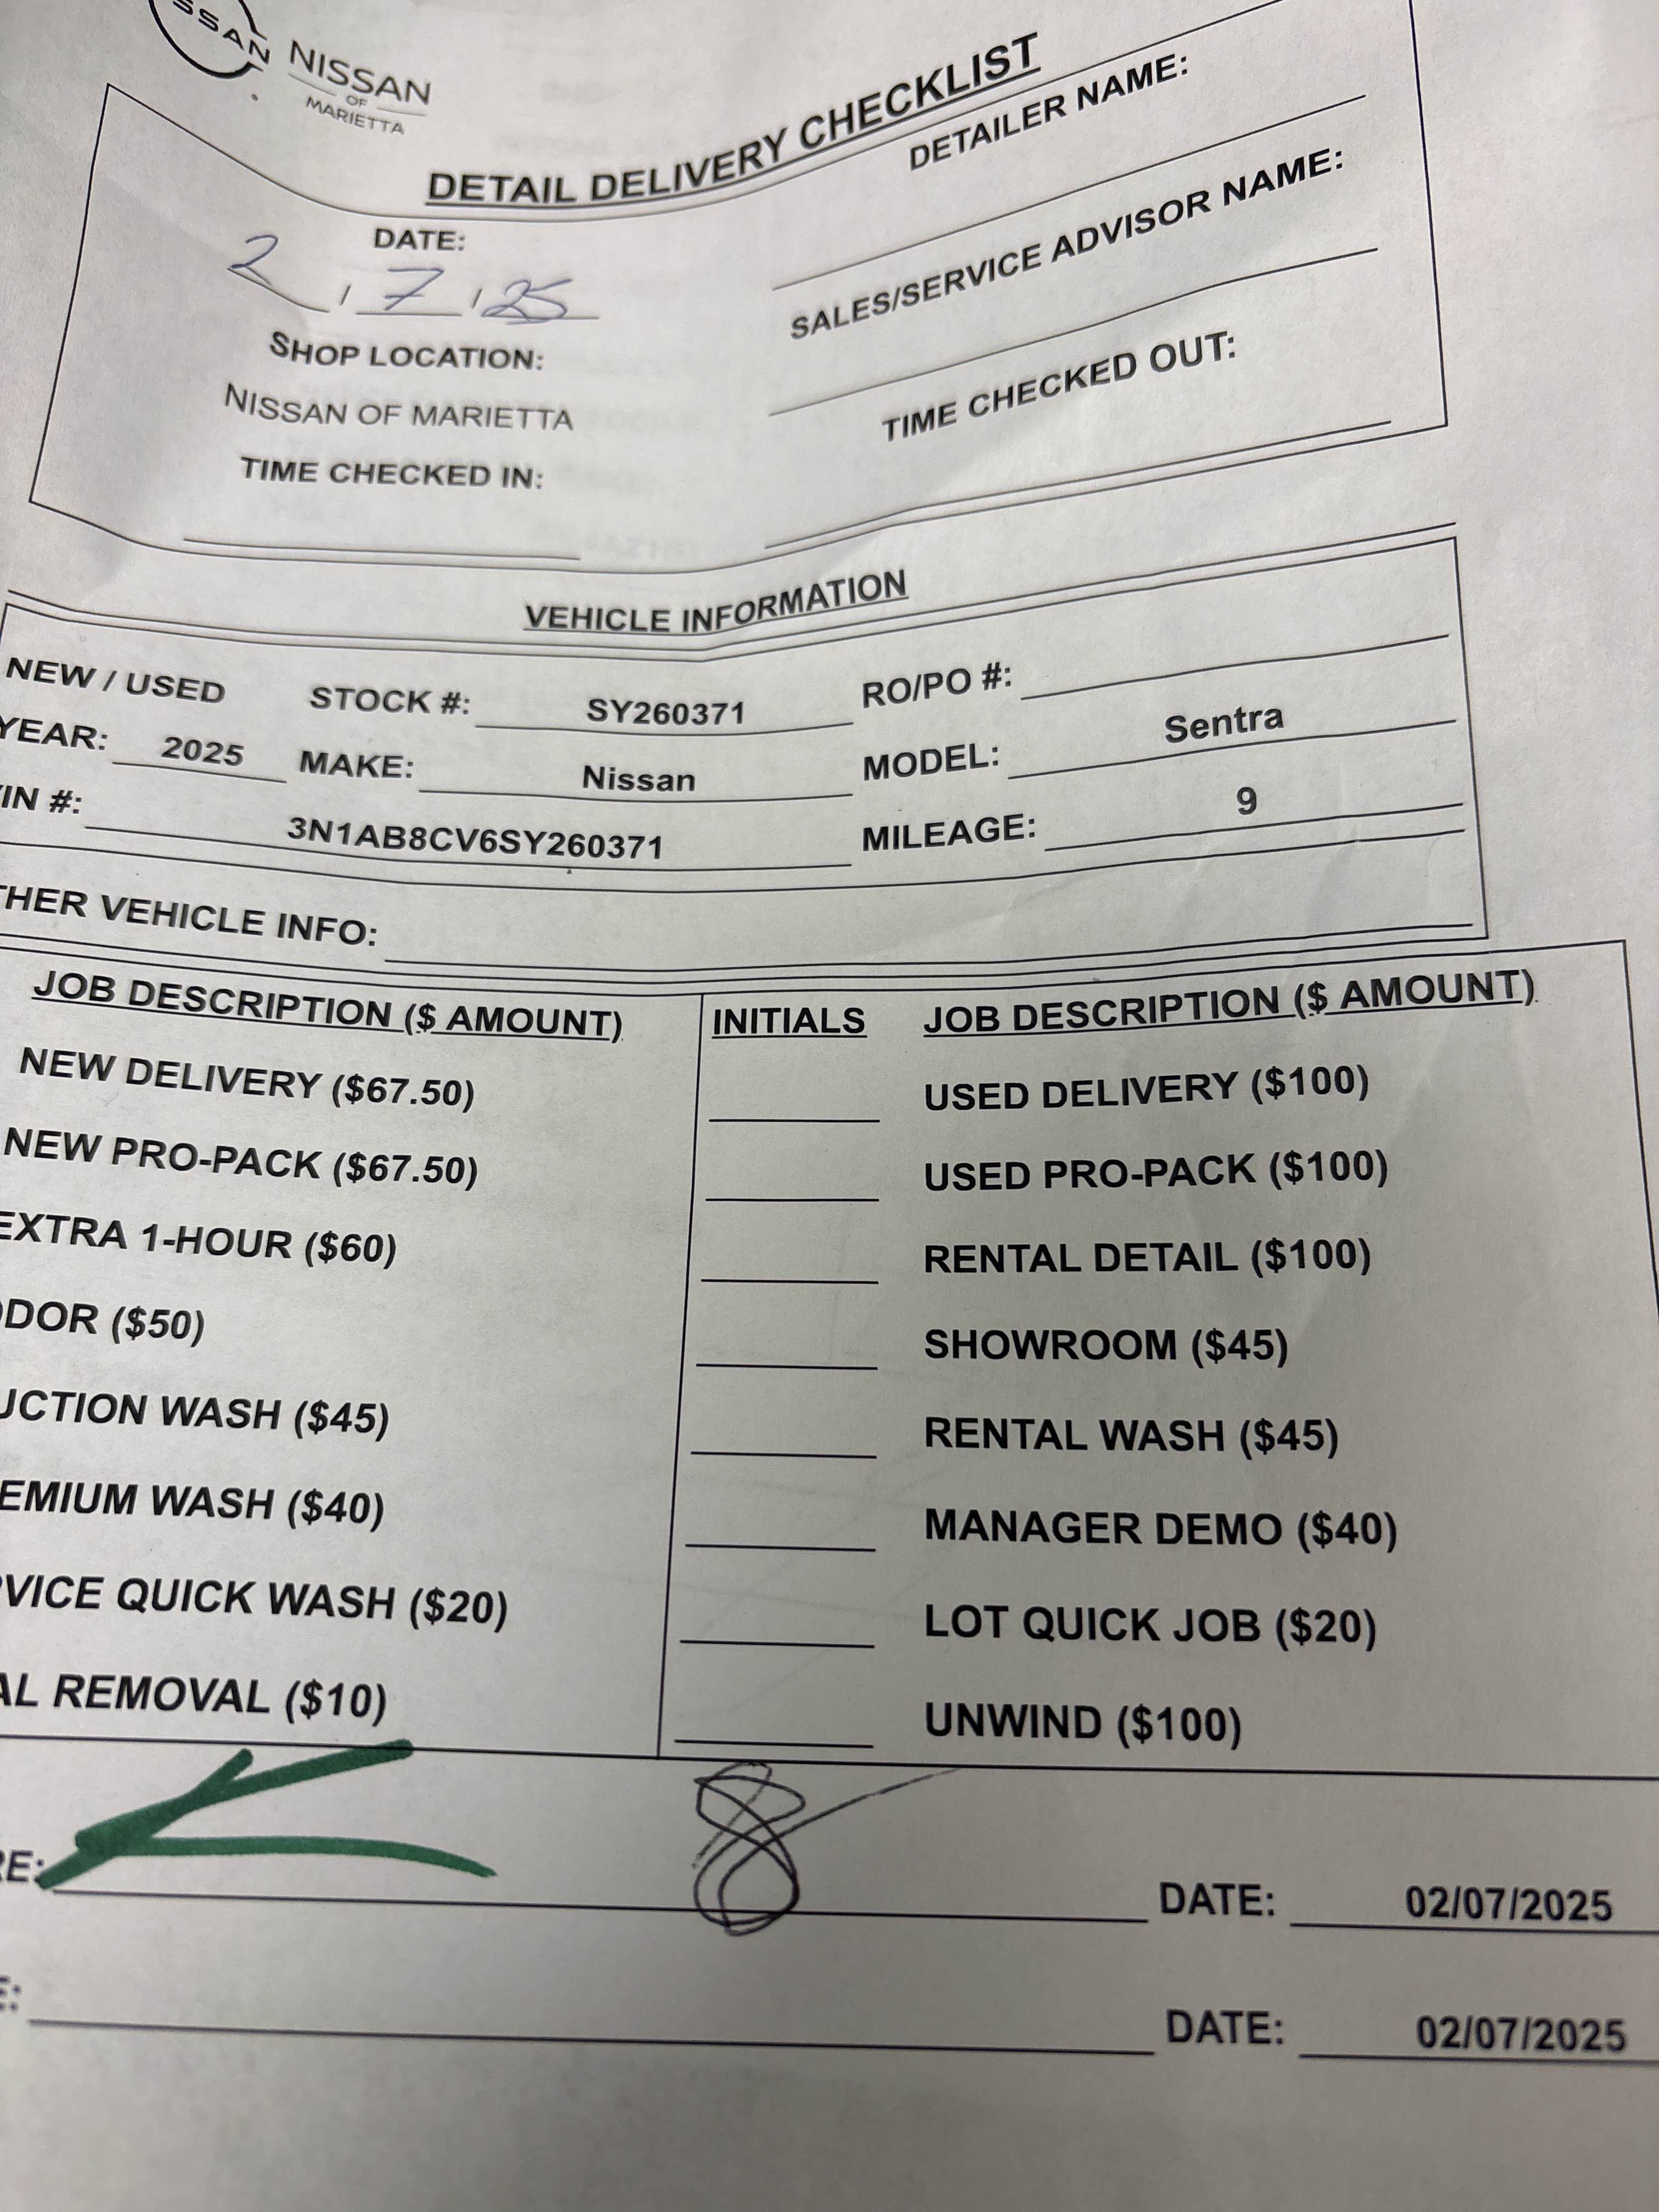 SSAN
NISSAN
OF
MARIETTA
DETAIL DELIVERY CHECKLIST
DATE:
2 / 7 / 25
SHOP LOCATION:
NISSAN OF MARIETTA
TIME CHECKED IN:
DETAILER NAME:
SALES/SERVICE ADVISOR NAME:
TIME CHECKED OUT:
VEHICLE INFORMATION
NEW / USED STOCK #: SY260371 RO/PO #:
YEAR: 2025 MAKE: Nissan MODEL: Sentra
IN #: 3N1AB8CV6SY260371 MILEAGE: 9
THER VEHICLE INFO:
JOB DESCRIPTION ($ AMOUNT) INITIALS JOB DESCRIPTION ($ AMOUNT)
NEW DELIVERY ($67.50) USED DELIVERY ($100)
NEW PRO-PACK ($67.50) USED PRO-PACK ($100)
EXTRA 1-HOUR ($60) RENTAL DETAIL ($100)
DOR ($50) SHOWROOM ($45)
UCTION WASH ($45) RENTAL WASH ($45)
EMIUM WASH ($40) MANAGER DEMO ($40)
VICE QUICK WASH ($20) LOT QUICK JOB ($20)
AL REMOVAL ($10) UNWIND ($100)
RE: DATE: 02/07/2025
E: DATE: 02/07/2025